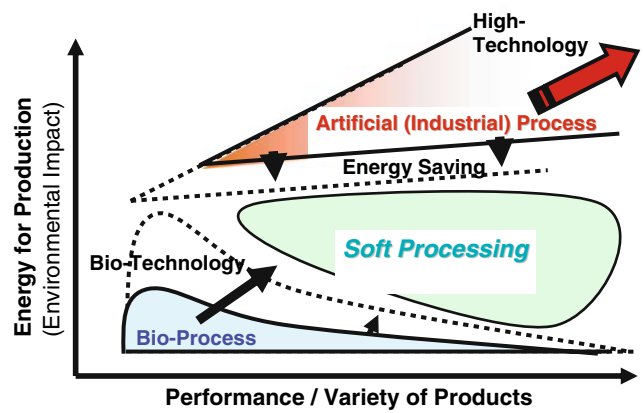 High-
Technology
Artificial (Industrial) Process
Energy Saving
Soft Processing
Bio-Technology
Bio-Process
Energy for Production
(Environmental Impact)
Performance / Variety of Products